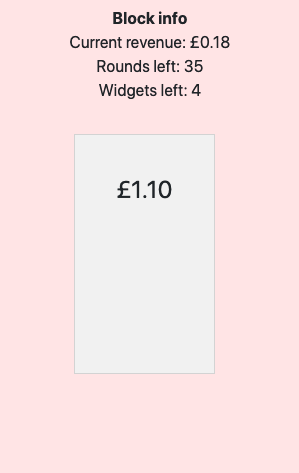 Block info
Current revenue: £0.18
Rounds left: 35
Widgets left: 4
£1.10